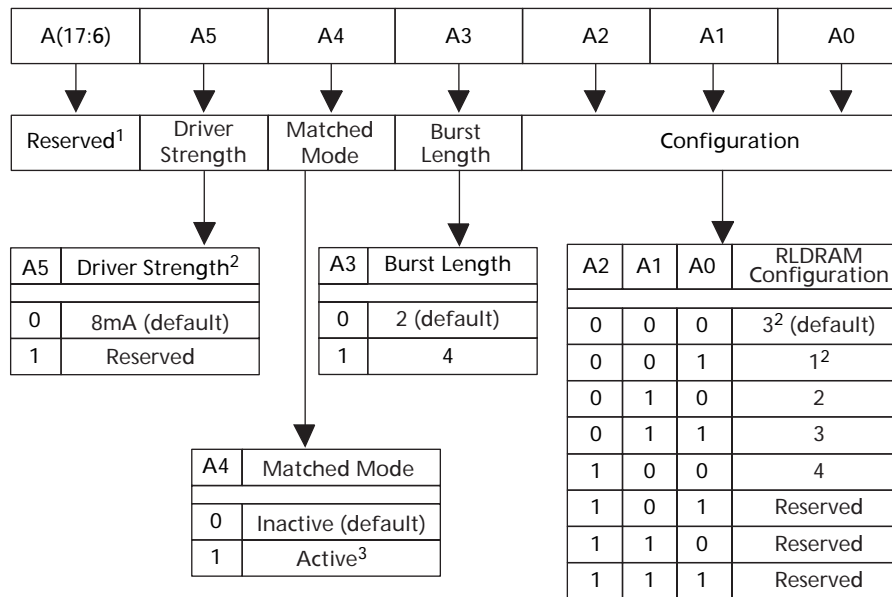 A(17:6) A5 A4 A3 A2 A1 A0
Reserved1 Driver Strength Matched Mode Burst Length Configuration
A5 Driver Strength2
0 8mA (default)
1 Reserved
A3 Burst Length
0 2 (default)
1 4
A4 Matched Mode
0 Inactive (default)
1 Active3
A2 A1 A0 RLDRAM Configuration
0 0 0 3² (default)
0 0 1 1²
0 1 0 2
0 1 1 3
1 0 0 4
1 0 1 Reserved
1 1 0 Reserved
1 1 1 Reserved